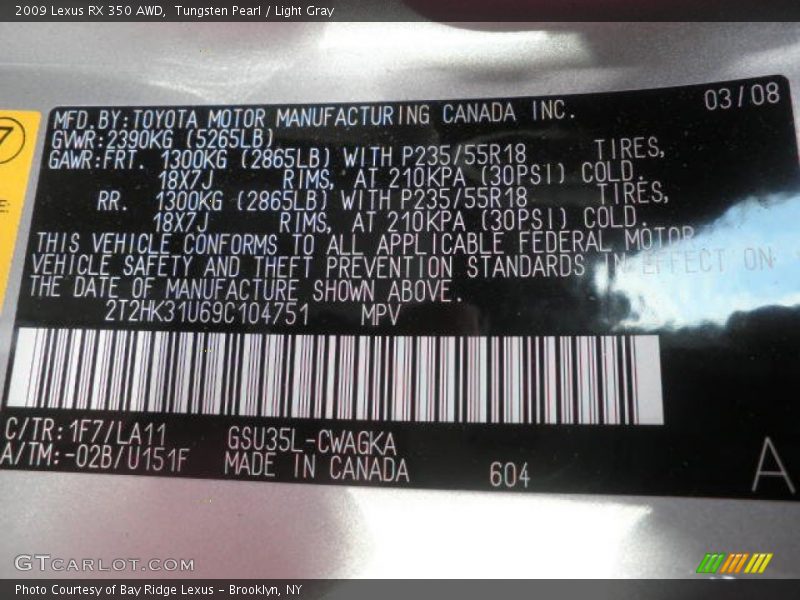 2009 Lexus RX 350 AWD, Tungsten Pearl / Light Gray
03/08
MFD.BY:TOYOTA MOTOR MANUFACTURING CANADA INC.
GVWR:2390KG (5265LB)
GAWR:FRT. 1300KG (2865LB) WITH P235/55R18 TIRES,
18X7J RIMS, AT 210KPA (30PSI) COLD.
RR. 1300KG (2865LB) WITH P235/55R18 TIRES,
18X7J RIMS, AT 210KPA (30PSI) COLD.
THIS VEHICLE CONFORMS TO ALL APPLICABLE FEDERAL MOTOR
VEHICLE SAFETY AND THEFT PREVENTION STANDARDS IN EFFECT ON
THE DATE OF MANUFACTURE SHOWN ABOVE.
2T2HK31U69C104751 MPV
C/TR:1F7/LA11 GSU35L-CWAGKA
A/TM:-02B/U151F MADE IN CANADA 604
A
7
E:
GTCARLOT.COM
Photo Courtesy of Bay Ridge Lexus - Brooklyn, NY